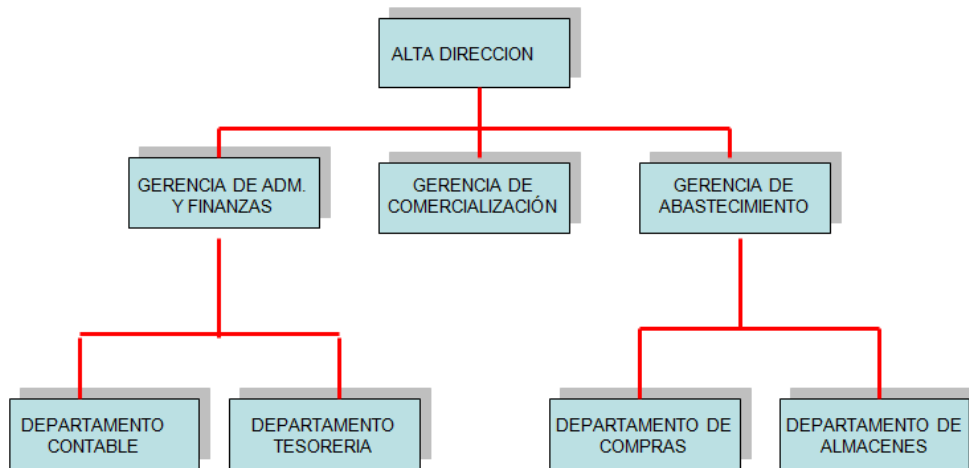 ALTA DIRECCION
GERENCIA DE ADM.
Y FINANZAS
GERENCIA DE
COMERCIALIZACIÓN
GERENCIA DE
ABASTECIMIENTO
DEPARTAMENTO
CONTABLE
DEPARTAMENTO
TESORERIA
DEPARTAMENTO DE
COMPRAS
DEPARTAMENTO DE
ALMACENES